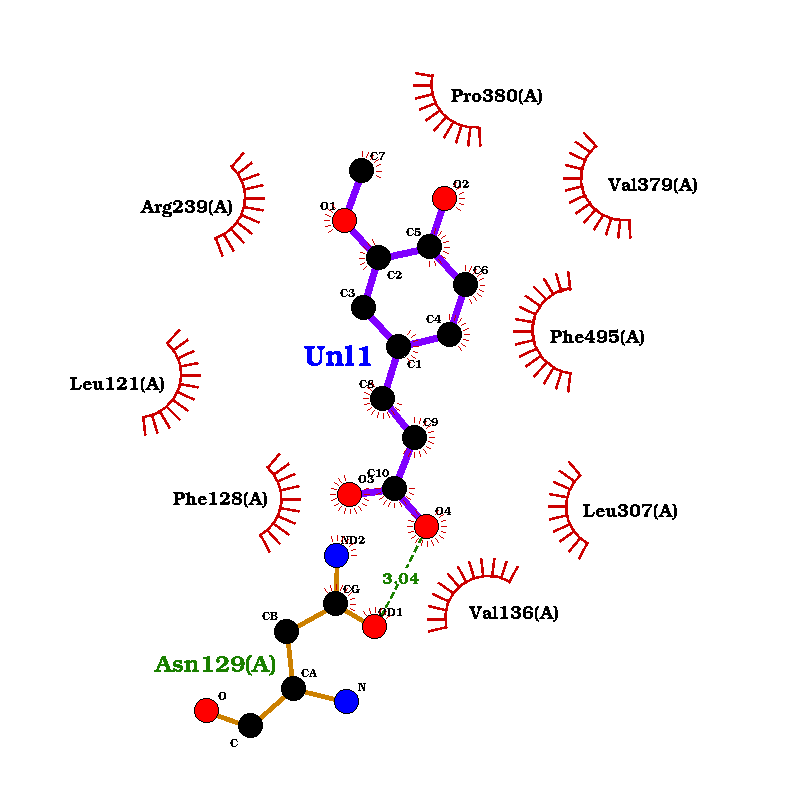 Pro380(A)
C7
Val379(A)
O2
O1
Arg239(A)
C5
C2
C6
C3
C4
Phe495(A)
Unl1
C1
Leu121(A)
C8
C9
C10
O3
Phe128(A)
O4
Leu307(A)
ND2
3.04
CG
OD1
Val136(A)
CB
Asn129(A)
CA
N
O
C